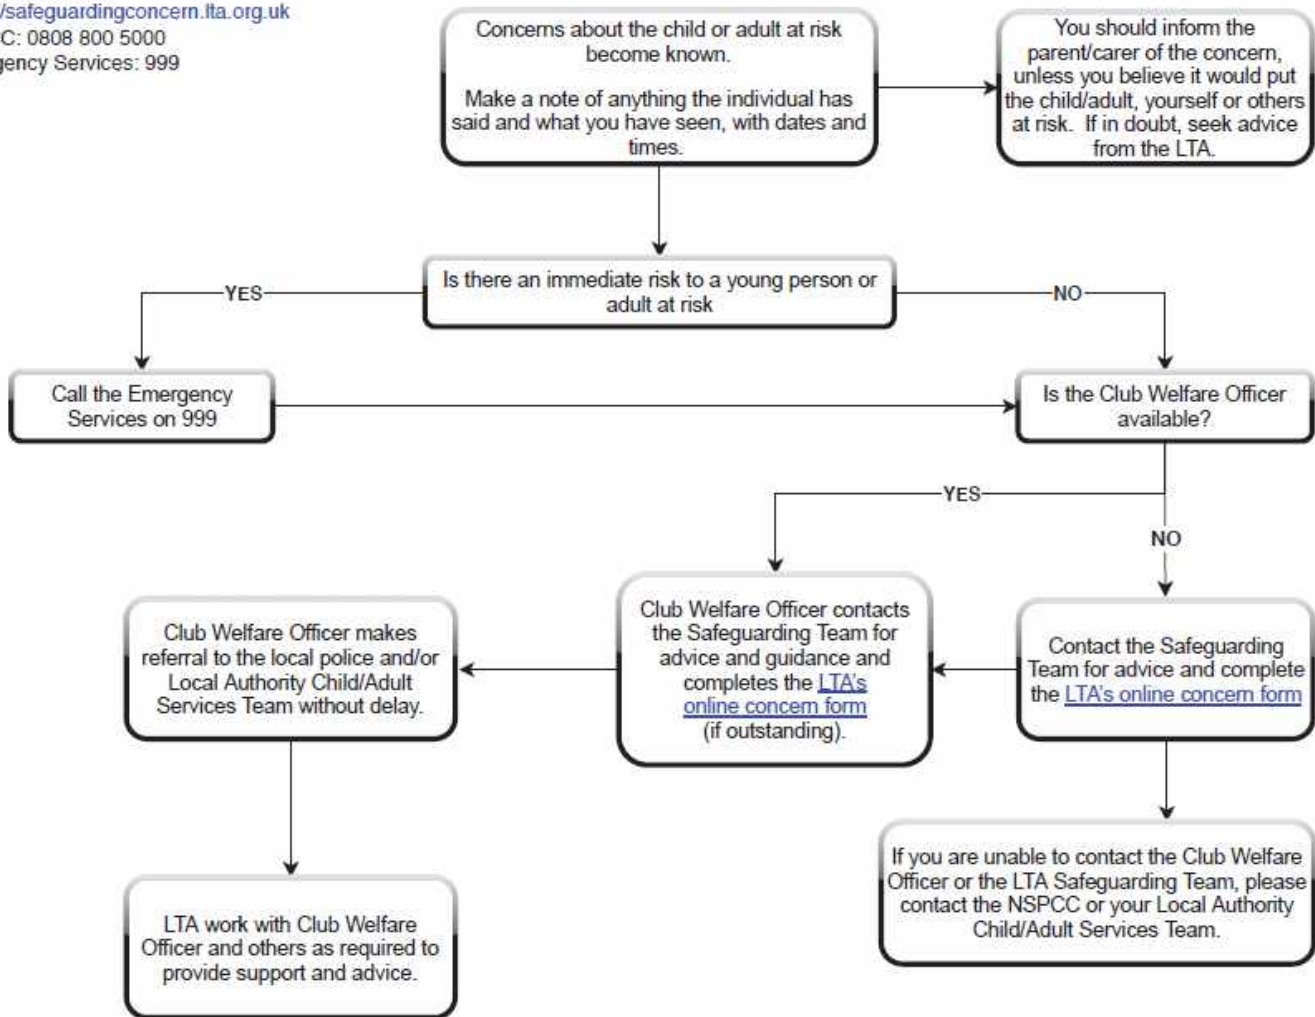 /safeguardingconcern.lta.org.uk
C: 0808 800 5000
gency Services: 999
Concerns about the child or adult at risk
become known.
Make a note of anything the individual has
said and what you have seen, with dates and
times.
You should inform the
parent/carer of the concern,
unless you believe it would put
the child/adult, yourself or others
at risk. If in doubt, seek advice
from the LTA.
Is there an immediate risk to a young person or
adult at risk
YES
NO
Call the Emergency
Services on 999
Is the Club Welfare Officer
available?
YES
NO
Club Welfare Officer makes
referral to the local police and/or
Local Authority Child/Adult
Services Team without delay.
Club Welfare Officer contacts
the Safeguarding Team for
advice and guidance and
completes the LTA's
online concern form
(if outstanding).
Contact the Safeguarding
Team for advice and complete
the LTA's online concern form
LTA work with Club Welfare
Officer and others as required to
provide support and advice.
If you are unable to contact the Club Welfare
Officer or the LTA Safeguarding Team, please
contact the NSPCC or your Local Authority
Child/Adult Services Team.